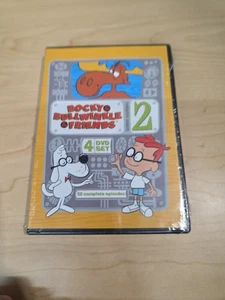 ROCKY &
BULLWINKLE
& FRIENDS
2
4 DVD
SET